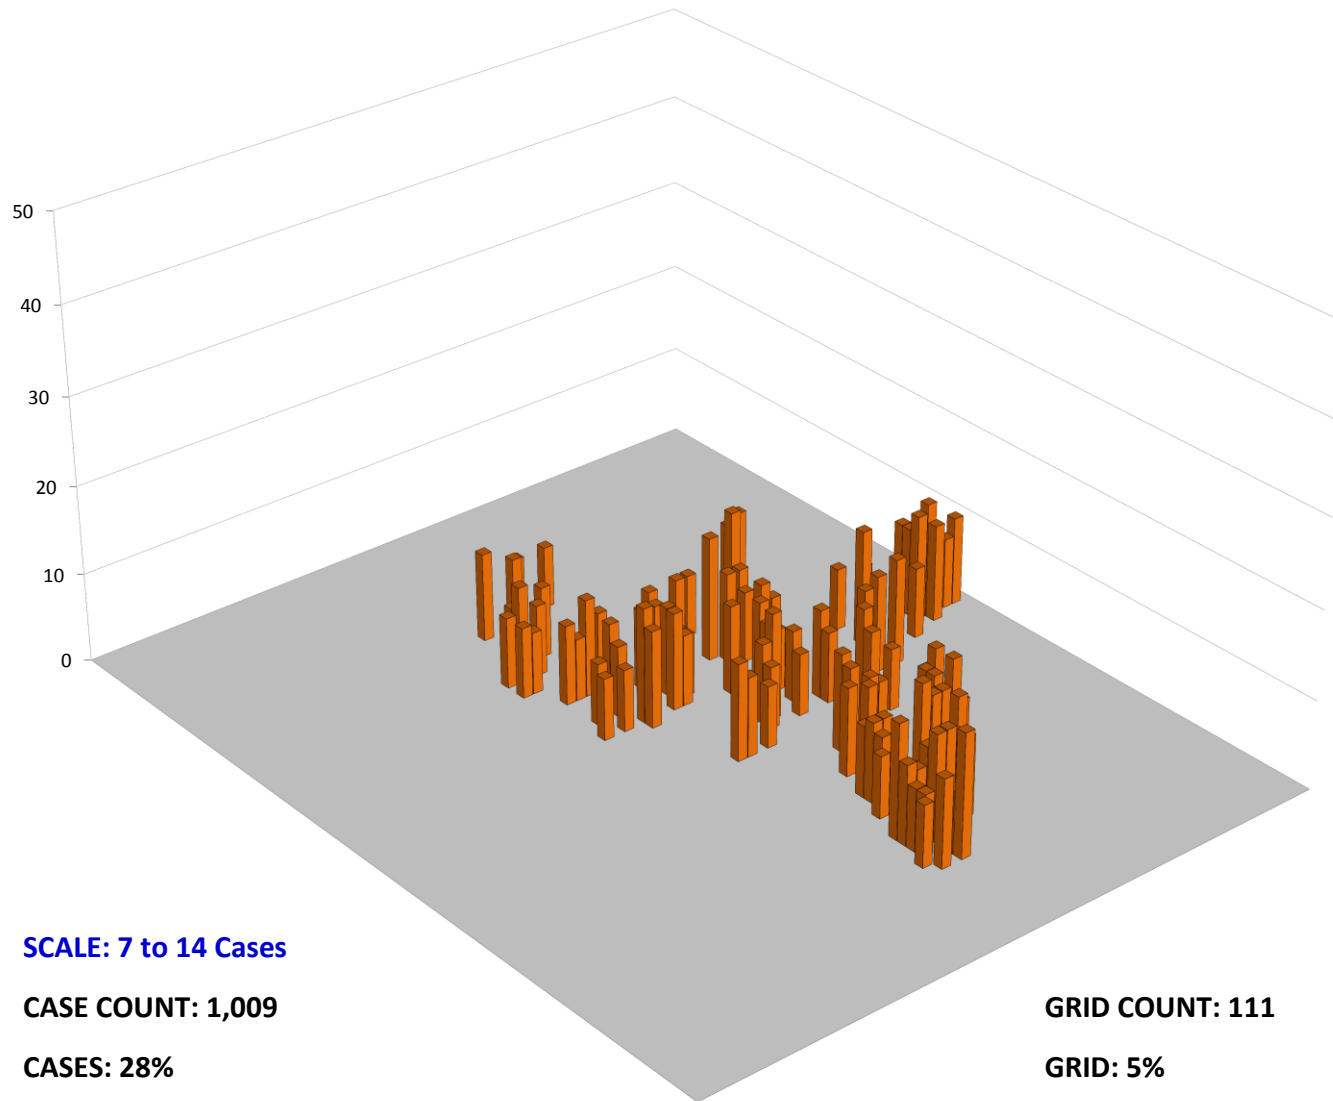 50
40
30
20
10
0
SCALE: 7 to 14 Cases
CASE COUNT: 1,009
GRID COUNT: 111
CASES: 28%
GRID: 5%